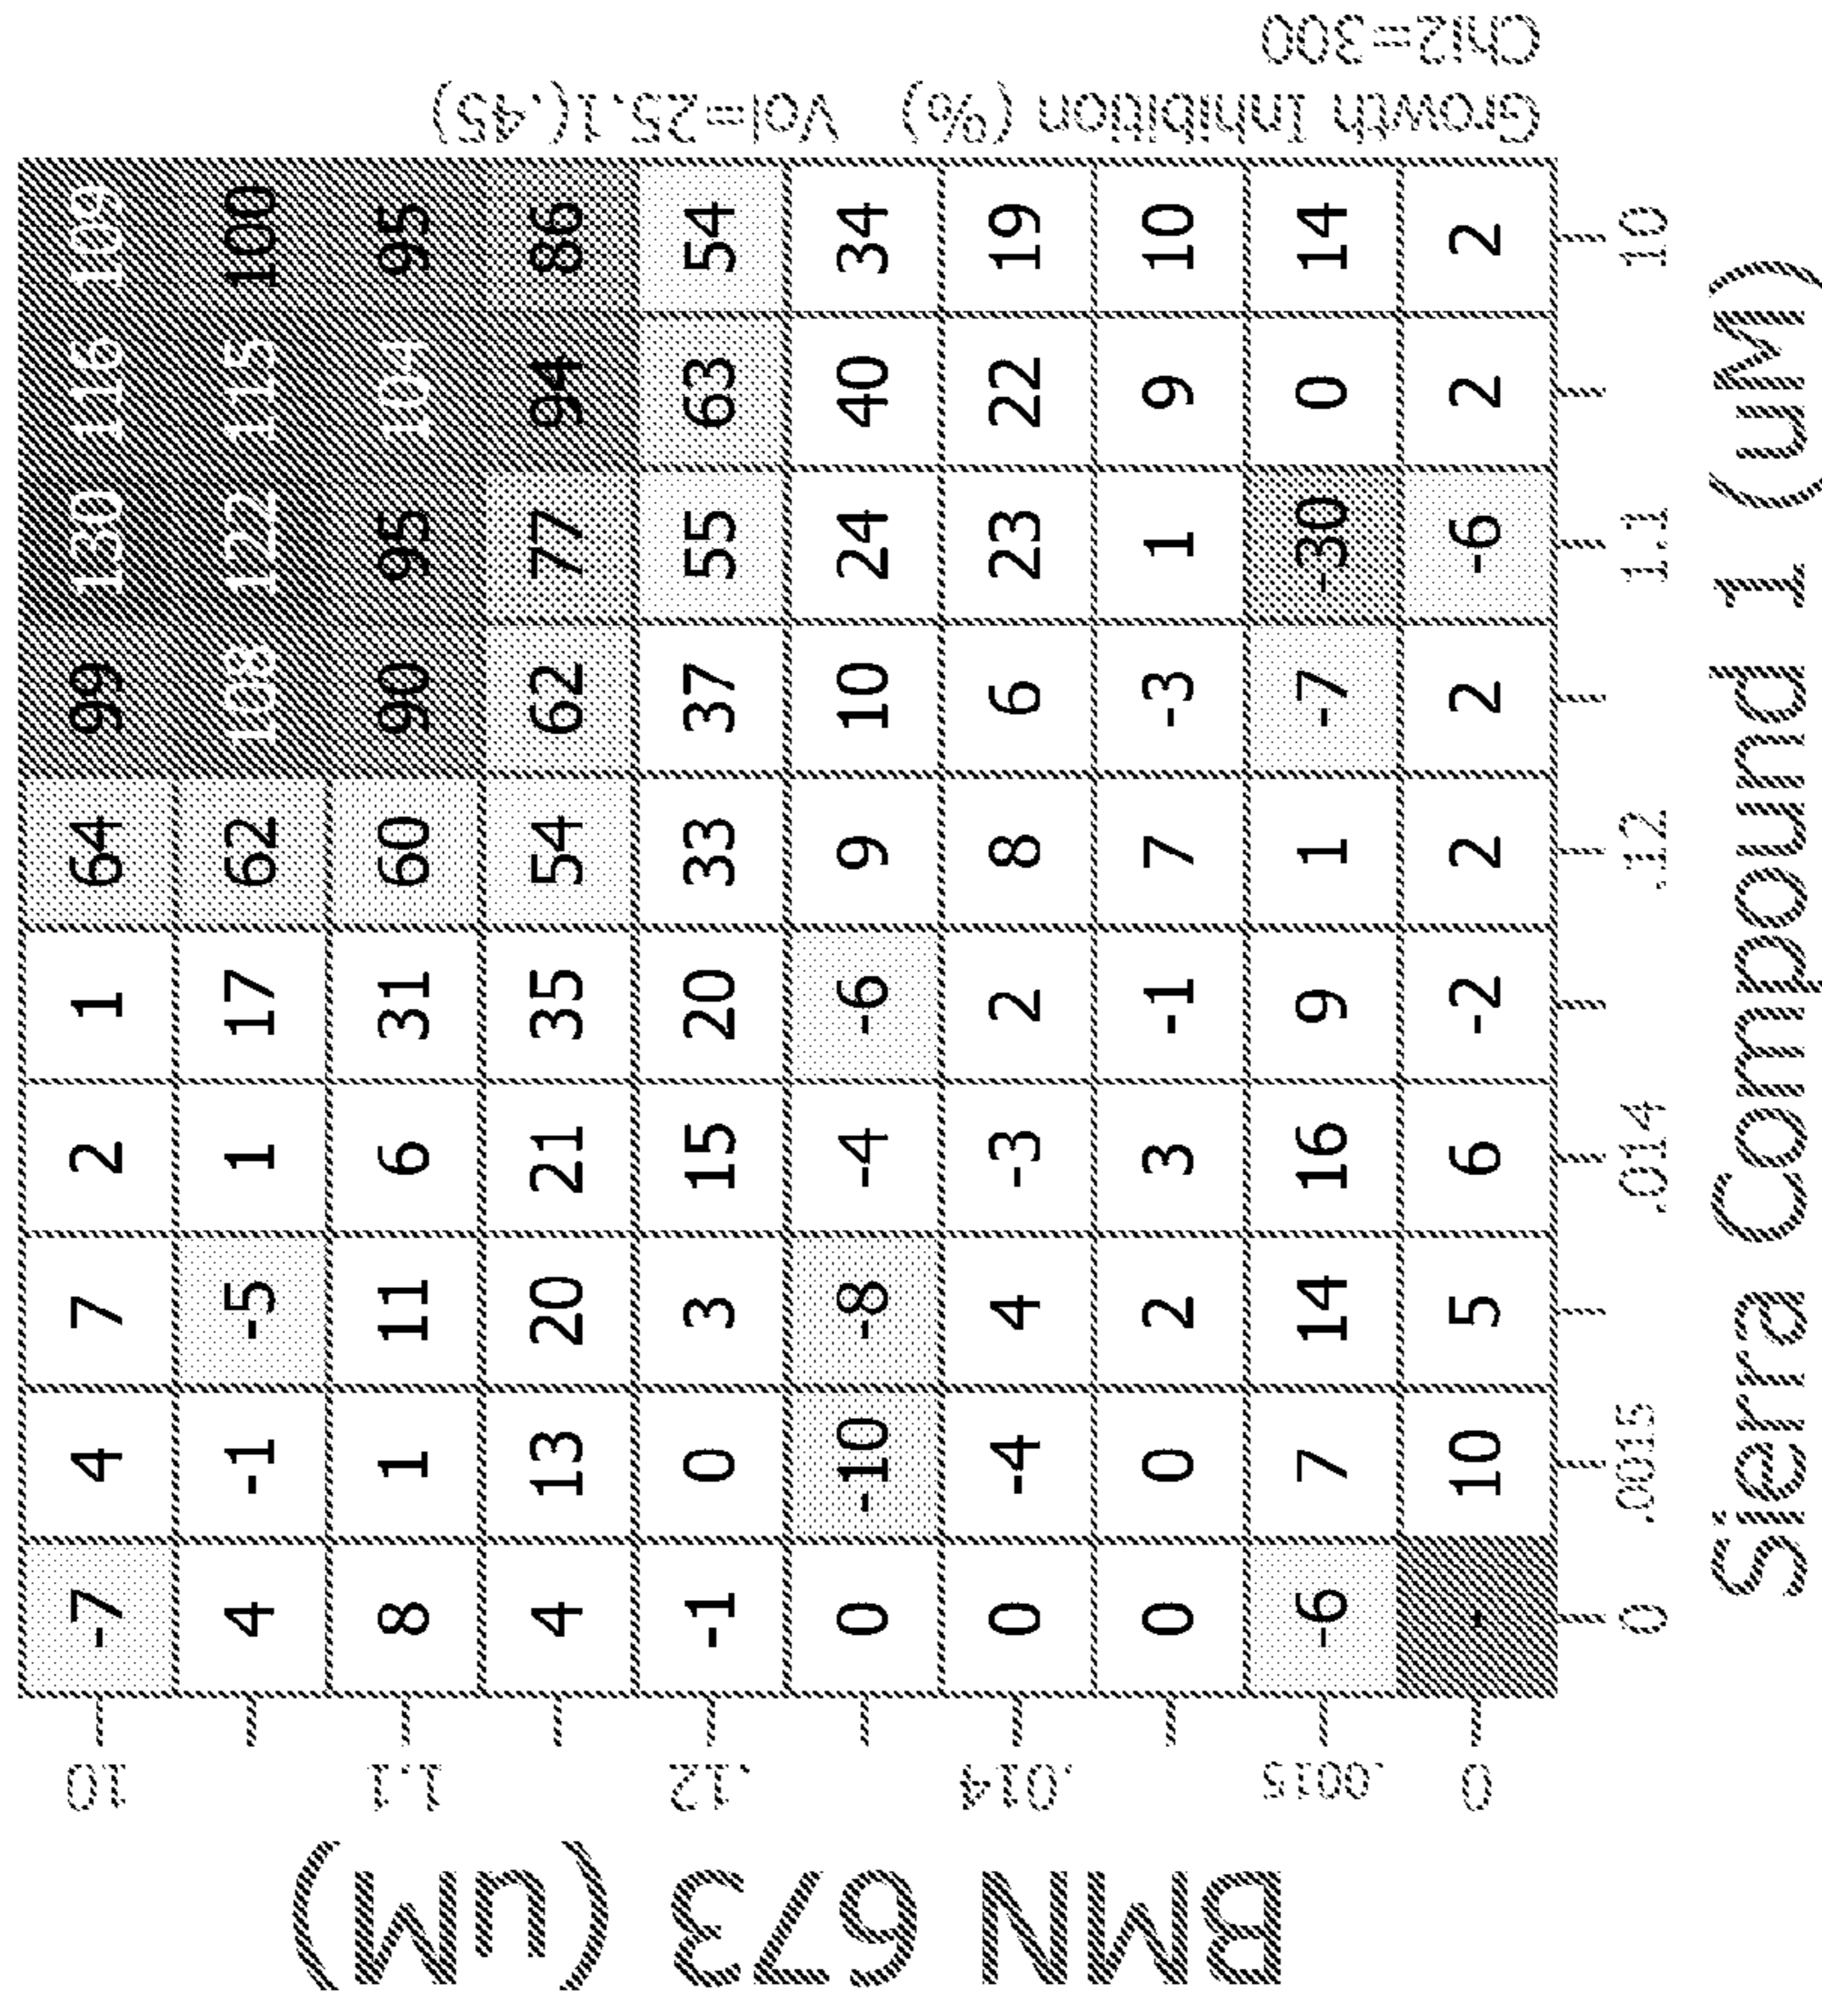 10 -7 4 7 2 1 64 99 130 116 109
4 -1 -5 1 17 62 108 122 115 100
1.1 8 1 11 6 31 60 90 95 104 95
4 13 20 21 35 54 62 77 94 86
.12 -1 0 3 15 20 33 37 55 63 54
0 -10 -8 -4 -6 9 10 24 40 34
.014 0 -4 4 -3 2 8 6 23 22 19
0 0 2 3 -1 7 -3 1 9 10
.0015 -6 7 14 16 9 1 -7 -30 0 14
0 - 10 5 6 -2 2 2 -6 2 2
0 .0015 .014 .12 1.1 10
Sierra Compound 1 (uM)
BMN 673 (uM)
Growth Inhibition (%) Vol=25.1(.45)
Chi2=300